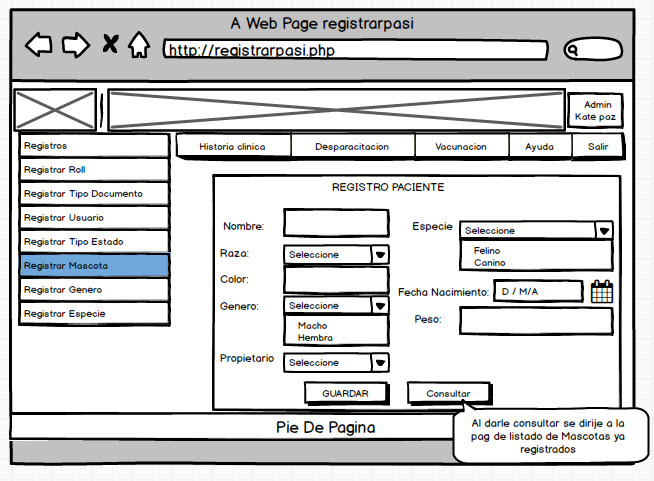 A Web Page registrarpasi
http://registrarpasi.php
Admin
Kate paz
Registros
Registrar Roll
Registrar Tipo Documento
Registrar Usuario
Registrar Tipo Estado
Registrar Mascota
Registrar Genero
Registrar Especie
Historia clinica Desparacitacion Vacunacion Ayuda Salir
REGISTRO PACIENTE
Nombre:
Raza: Seleccione
Color:
Genero: Seleccione
Macho
Hembra
Propietario Seleccione
Especie Seleccione
Felino
Canino
Fecha Nacimiento: D / M/A
Peso:
GUARDAR Consultar
Al darle consultar se dirije a la
pag de listado de Mascotas ya
registrados
Pie De Pagina